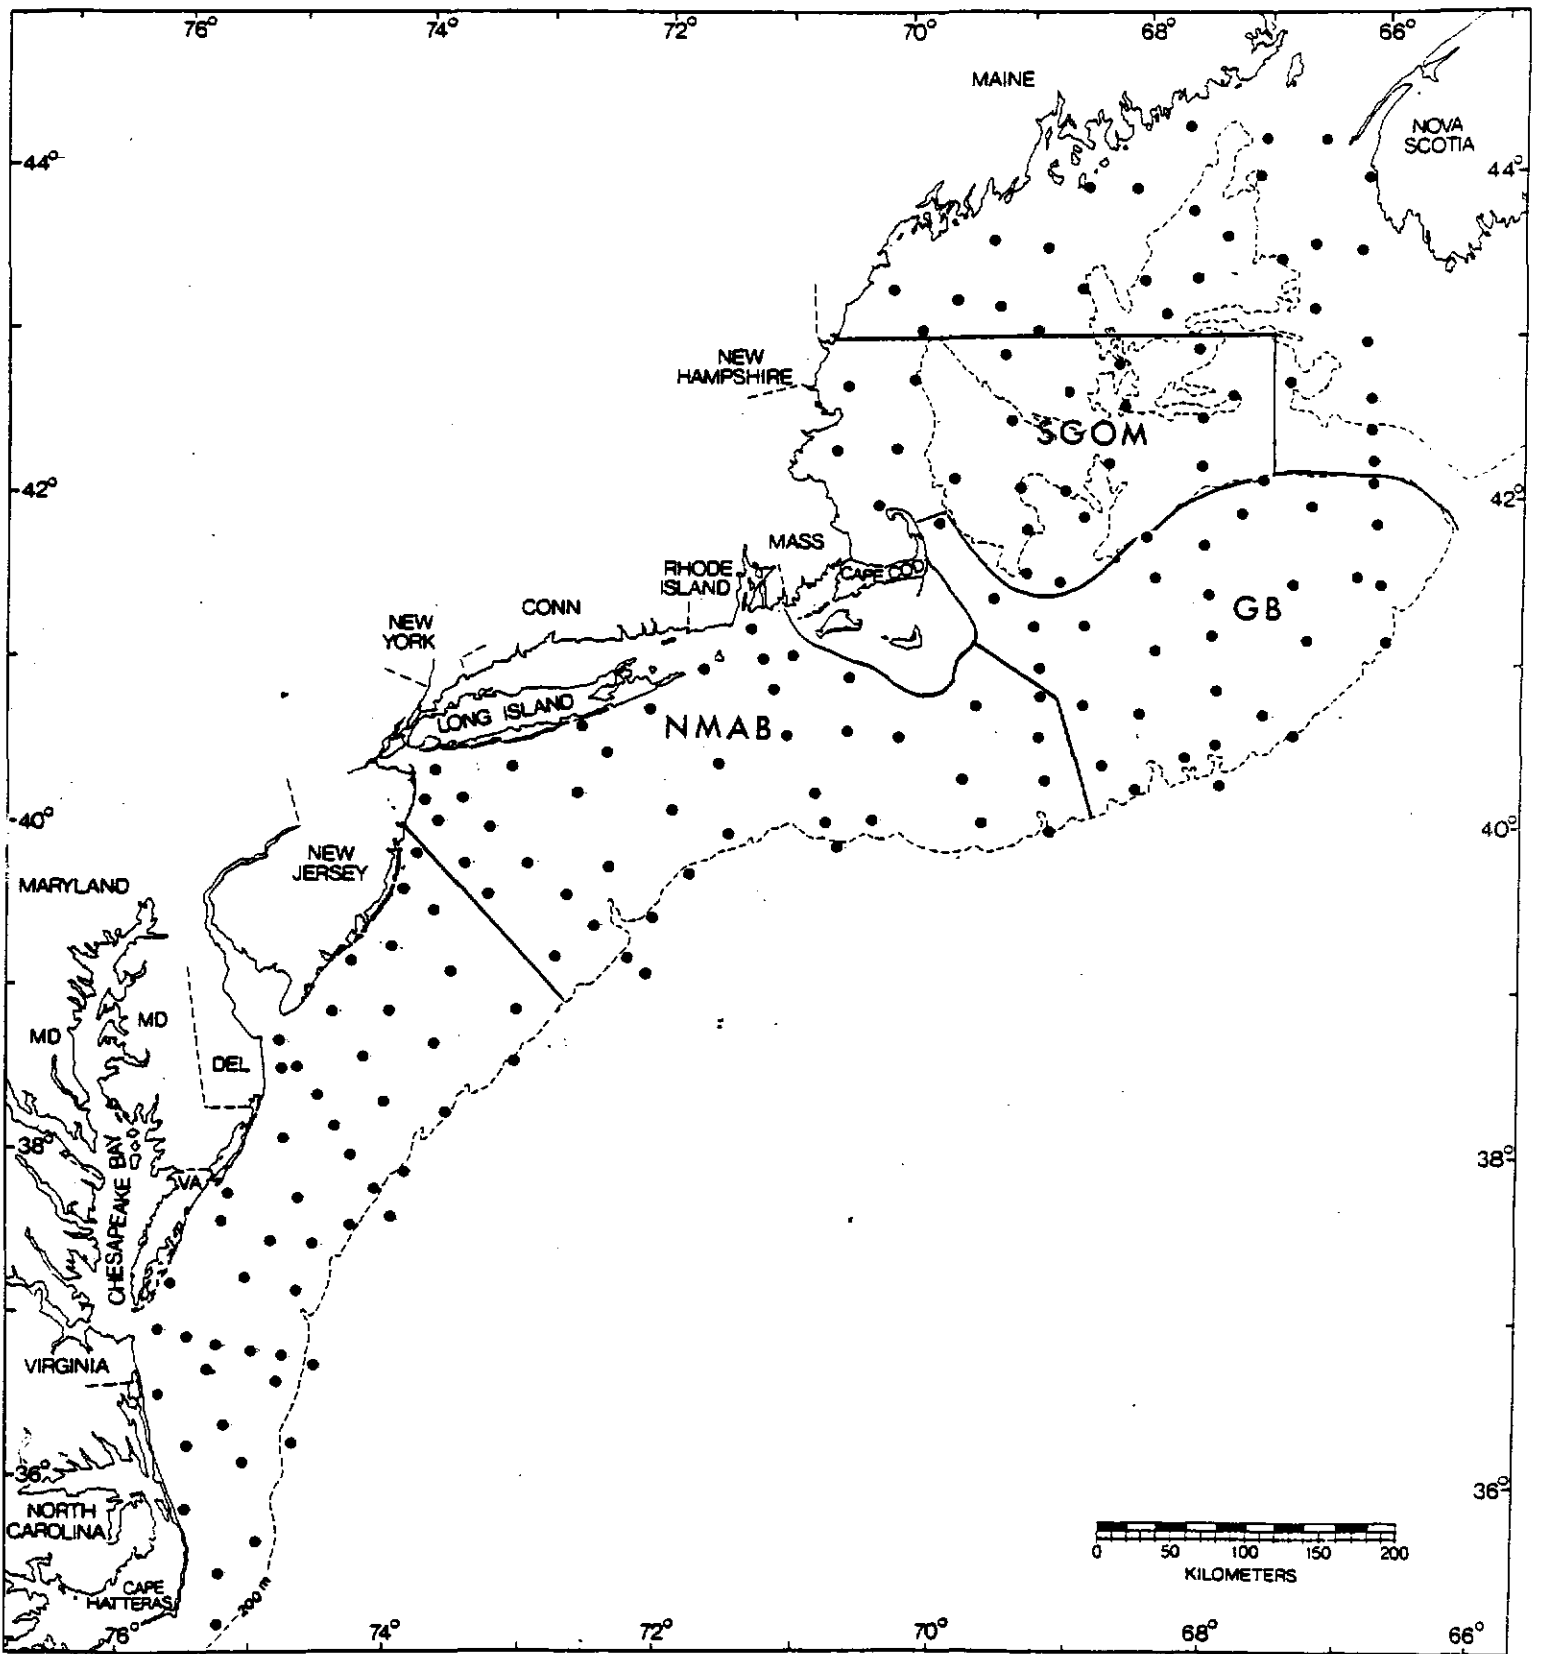 76° 74° 72° 70° 68° 66°
MAINE
NOVA
SCOTIA
44° 44°
NEW
HAMPSHIRE
SGOM
42° 42°
MASS
RHODE
ISLAND
CAPE COD
CONN
NEW
YORK
GB
LONG ISLAND
NMAB
40° 40°
NEW
JERSEY
MARYLAND
MD
MD
DEL
38° 38°
CHESAPEAKE BAY
VA
VIRGINIA
36° 36°
NORTH
CAROLINA
0 50 100 150 200
KILOMETERS
CAPE
HATTERAS
200 m
76° 74° 72° 70° 68° 66°